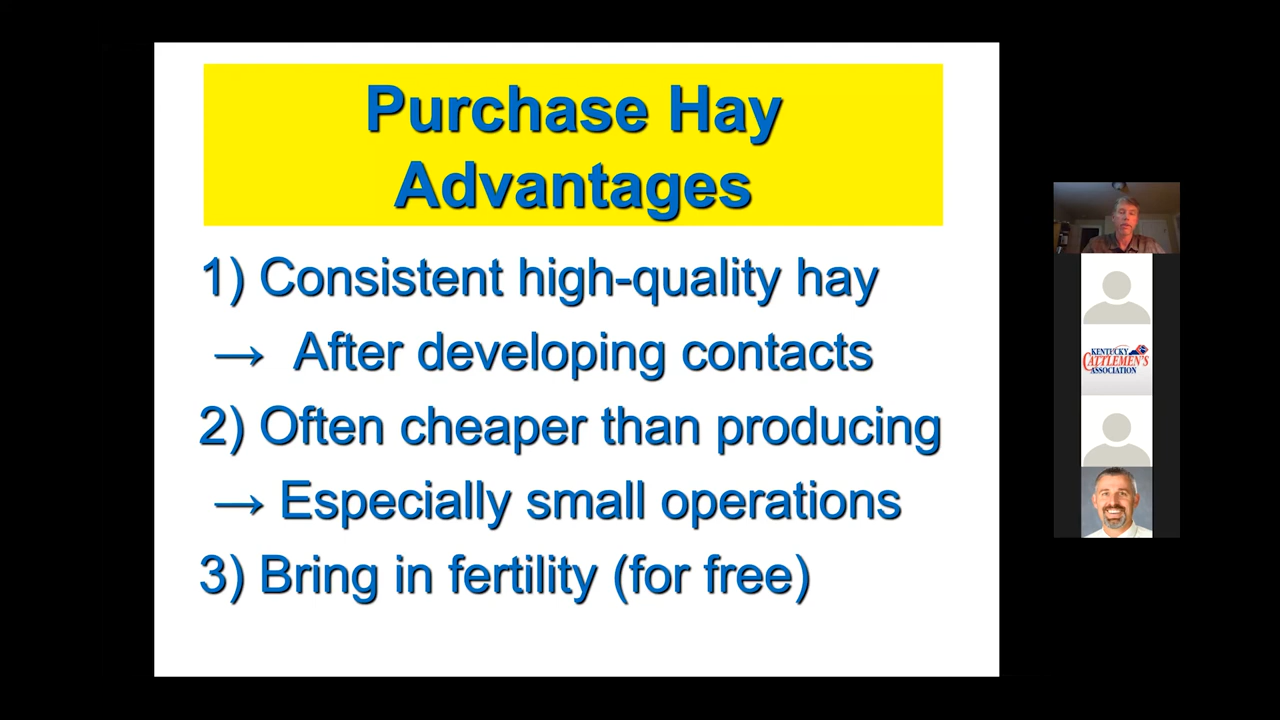 Purchase Hay
Advantages
1) Consistent high-quality hay
→ After developing contacts
2) Often cheaper than producing
→ Especially small operations
3) Bring in fertility (for free)
KENTUCKY
CATTLEMEN'S
ASSOCIATION